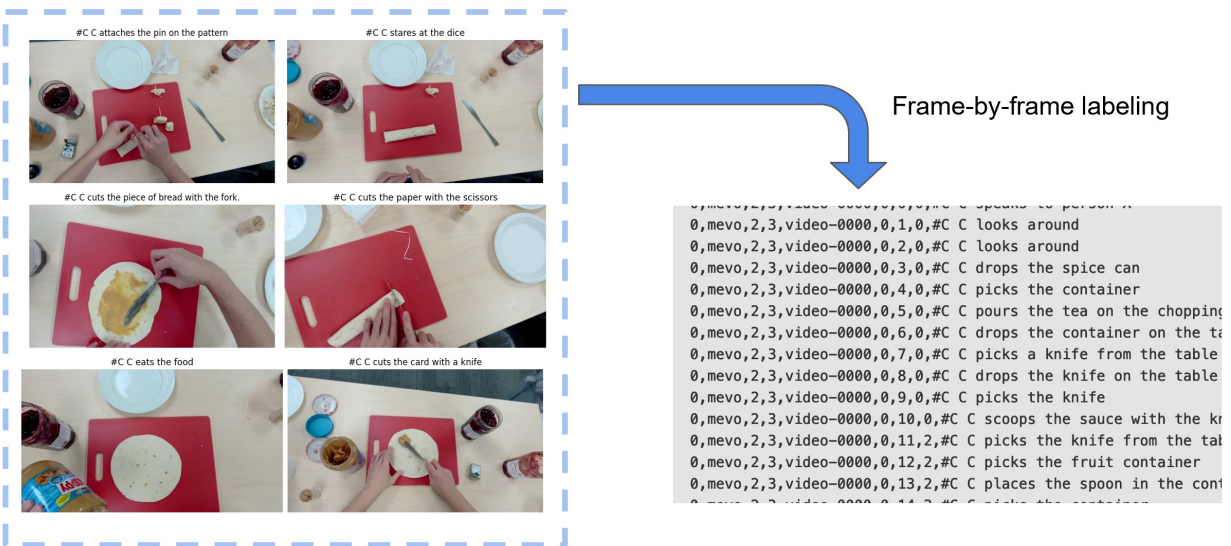 #C C attaches the pin on the pattern
#C C stares at the dice
#C C cuts the piece of bread with the fork.
#C C cuts the paper with the scissors
#C C eats the food
#C C cuts the card with a knife
Frame-by-frame labeling
0,mevo,2,3,video-0000,0,1,0,#C C looks around
0,mevo,2,3,video-0000,0,2,0,#C C looks around
0,mevo,2,3,video-0000,0,3,0,#C C drops the spice can
0,mevo,2,3,video-0000,0,4,0,#C C picks the container
0,mevo,2,3,video-0000,0,5,0,#C C pours the tea on the chopping
0,mevo,2,3,video-0000,0,6,0,#C C drops the container on the
0,mevo,2,3,video-0000,0,7,0,#C C picks a knife from the table
0,mevo,2,3,video-0000,0,8,0,#C C drops the knife on the table
0,mevo,2,3,video-0000,0,9,0,#C C picks the knife
0,mevo,2,3,video-0000,0,10,0,#C C scoops the sauce with the
0,mevo,2,3,video-0000,0,11,2,#C C picks the knife from the
0,mevo,2,3,video-0000,0,12,2,#C C picks the fruit container
0,mevo,2,3,video-0000,0,13,2,#C C places the spoon in the